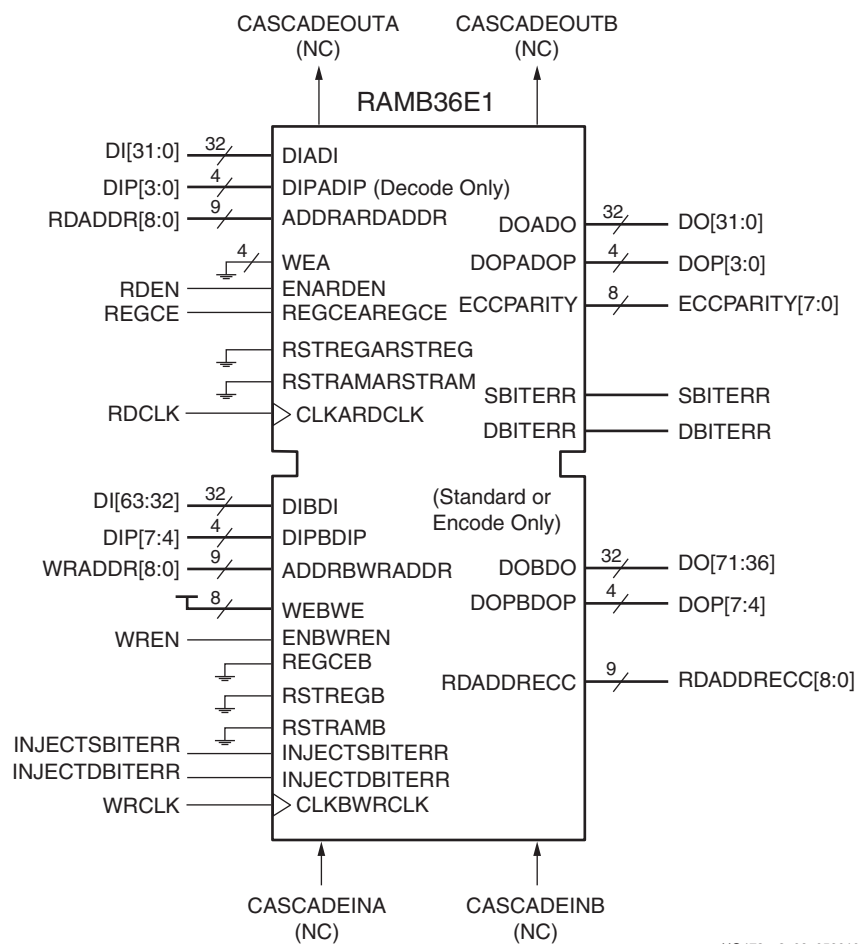 CASCADEOUTA
(NC)
CASCADEOUTB
(NC)
RAMB36E1
DI[31:0] 32 DIADI
DIP[3:0] 4 DIPADIP (Decode Only)
RDADDR[8:0] 9 ADDRARDADDR
4 WEA
RDEN ENARDEN
REGCE REGCEAREGCE
RSTREGARSTREG
RSTRAMARSTRAM
RDCLK CLKARDCLK
DOADO 32 DO[31:0]
DOPADOP 4 DOP[3:0]
ECCPARITY 8 ECCPARITY[7:0]
SBITERR SBITERR
DBITERR DBITERR
DI[63:32] 32 DIBDI
DIP[7:4] 4 DIPBDIP
WRADDR[8:0] 9 ADDRBWRADDR
8 WEBWE
WREN ENBWREN
REGCEB
RSTREGB
RSTRAMB
INJECTSBITERR INJECTSBITERR
INJECTDBITERR INJECTDBITERR
WRCLK CLKBWRCLK
(Standard or
Encode Only)
DOBDO 32 DO[71:36]
DOPBDOP 4 DOP[7:4]
RDADDRECC 9 RDADDRECC[8:0]
CASCADEINA
(NC)
CASCADEINB
(NC)